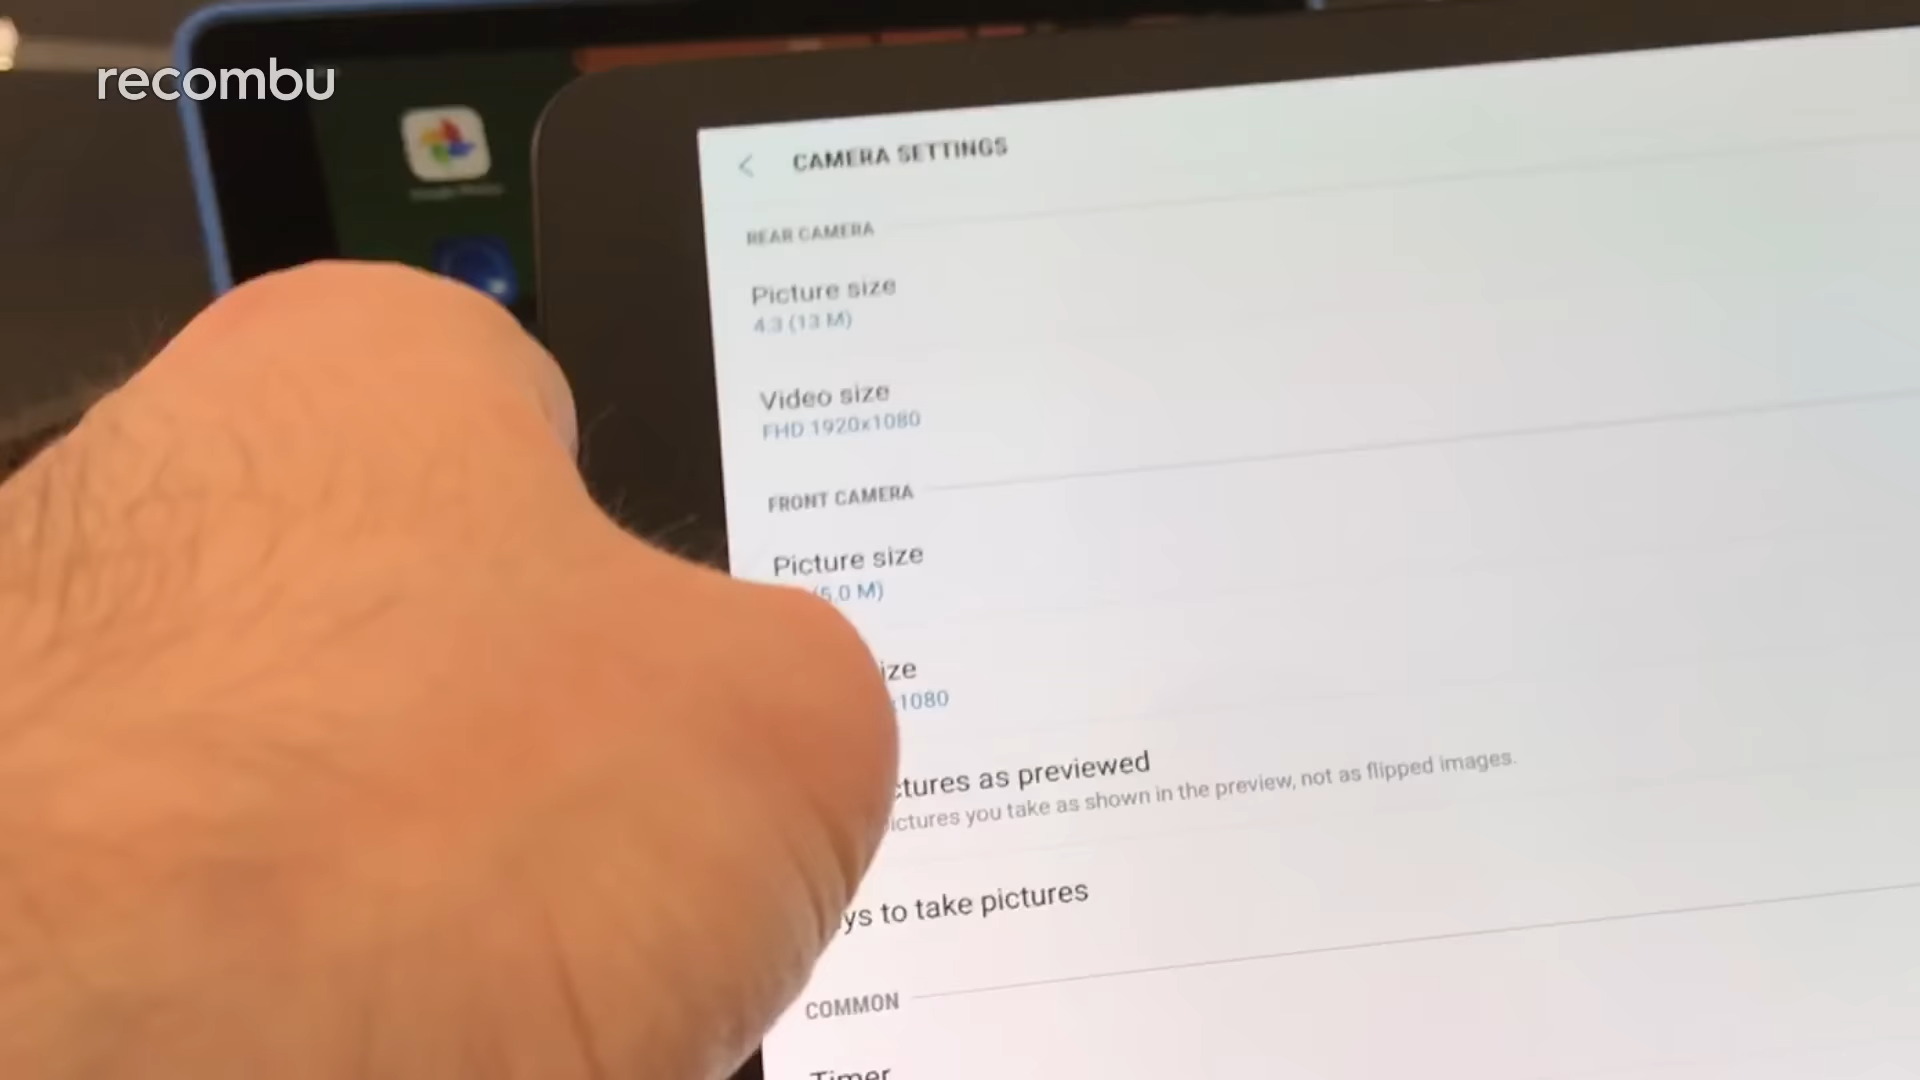 recombu
CAMERA SETTINGS
REAR CAMERA
Picture size
4:3 (13 M)
Video size
FHD 1920x1080
FRONT CAMERA
Picture size
(5.0 M)
ize
x1080
ctures as previewed
ictures you take as shown in the preview, not as flipped images.
ys to take pictures
COMMON
Timer